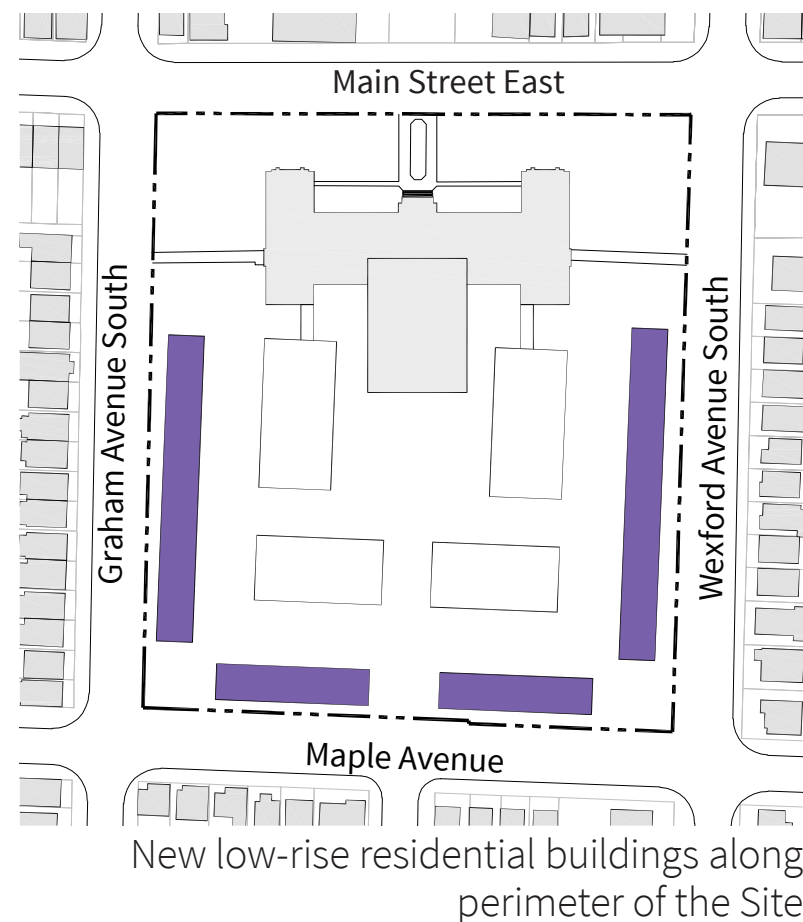 Main Street East
Graham Avenue South
Wexford Avenue South
Maple Avenue
New low-rise residential buildings along
perimeter of the Site